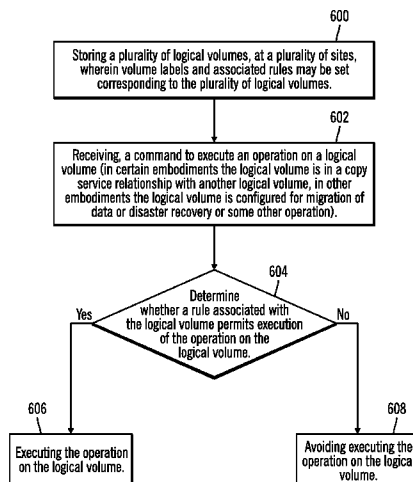 600
Storing a plurality of logical volumes, at a plurality of sites,
wherein volume labels and associated rules may be set
corresponding to the plurality of logical volumes.
602
Receiving, a command to execute an operation on a logical
volume (in certain embodiments the logical volume is in a copy
service relationship with another logical volume, in other
embodiments the logical volume is configured for migration of
data or disaster recovery or some other operation).
604
Determine
whether a rule associated with
the logical volume permits execution
of the operation on the
logical volume.
Yes
No
606
Executing the operation
on the logical volume.
608
Avoiding executing the
operation on the logical
volume.